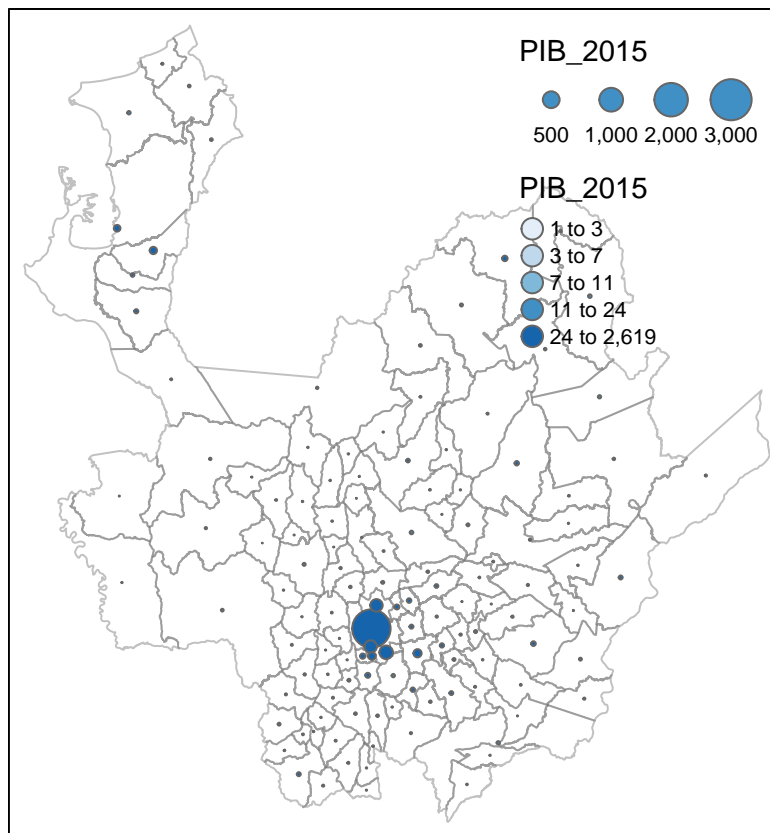 PIB_2015
500 1,000 2,000 3,000
PIB_2015
1 to 3
3 to 7
7 to 11
11 to 24
24 to 2,619